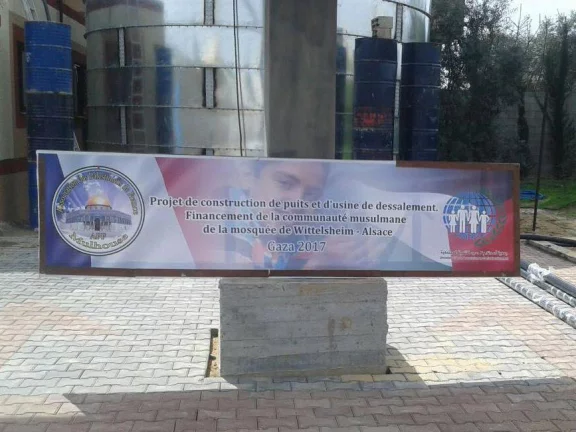 Projet de construction de puits et d'usine de dessalement.
Financement de la communauté musulmane
de la mosquée de Wittelsheim - Alsace
Gaza 2017
Mulhouse